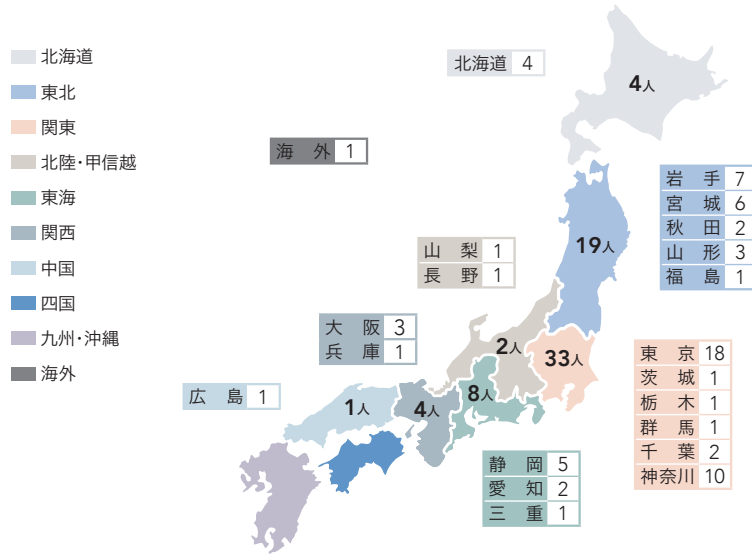 北海道
東北
関東
北陸・甲信越
東海
関西
中国
四国
九州・沖縄
海外
北海道 4
4人
海外 1
岩手 7
宮城 6
秋田 2
山形 3
福島 1
19人
山梨 1
長野 1
2人
33人
大阪 3
兵庫 1
東京 18
茨城 1
栃木 1
群馬 1
千葉 2
神奈川 10
広島 1
1人
4人
8人
静岡 5
愛知 2
三重 1